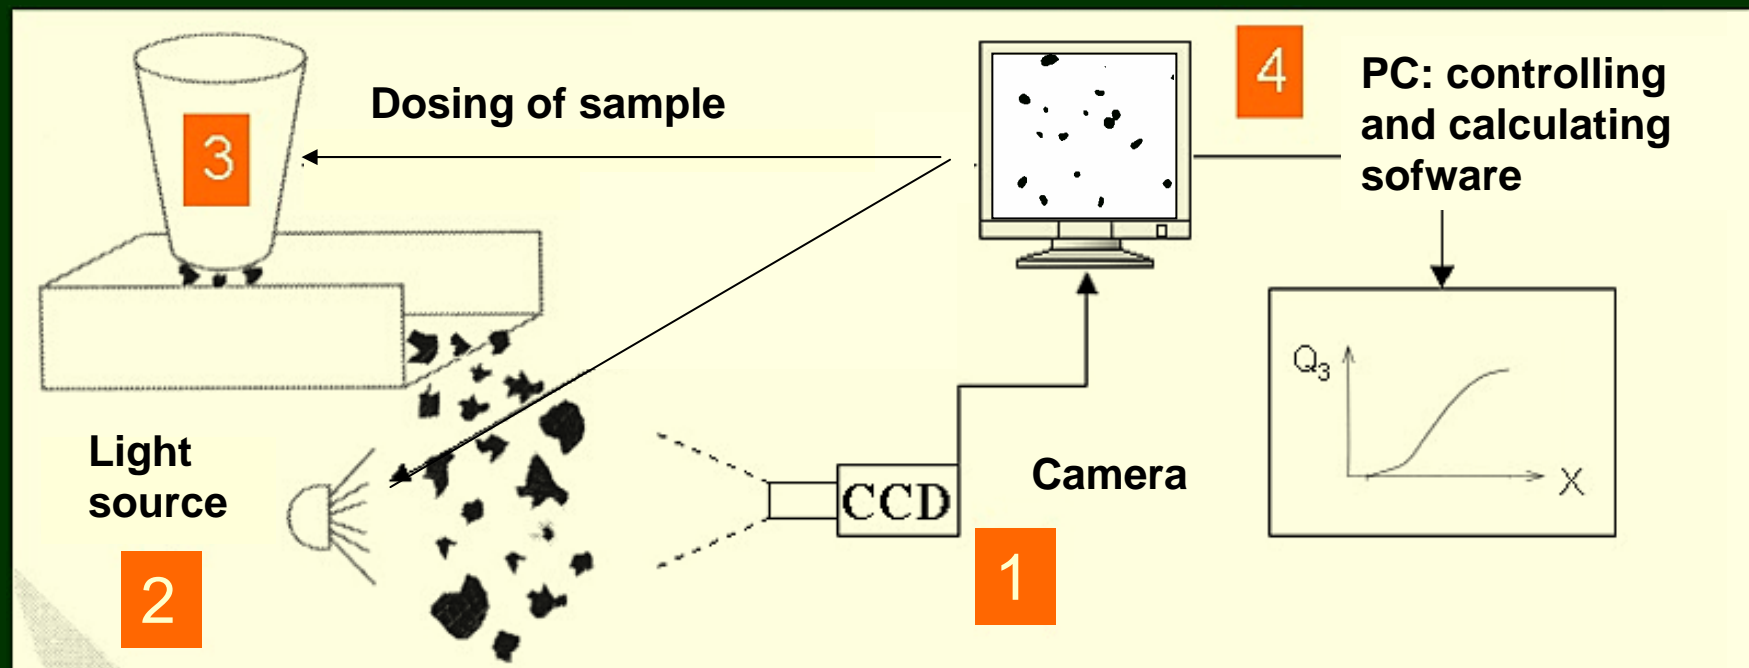 3
Dosing of sample
4
PC: controlling
and calculating
sofware
Light
source
2
CCD
Camera
1
Q3
X